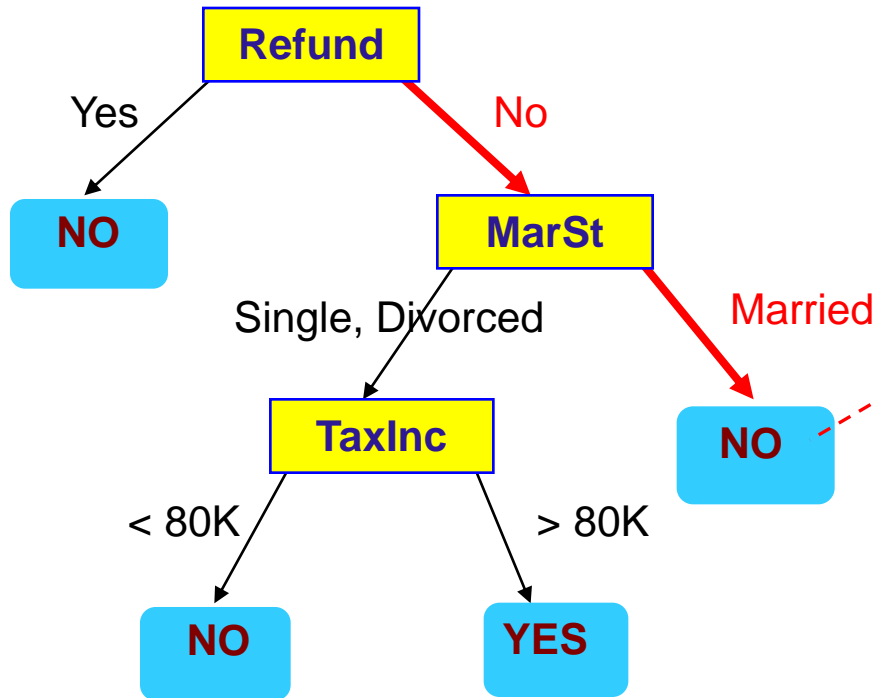 Refund
Yes
No
NO
MarSt
Single, Divorced
Married
TaxInc
NO
< 80K
> 80K
NO
YES